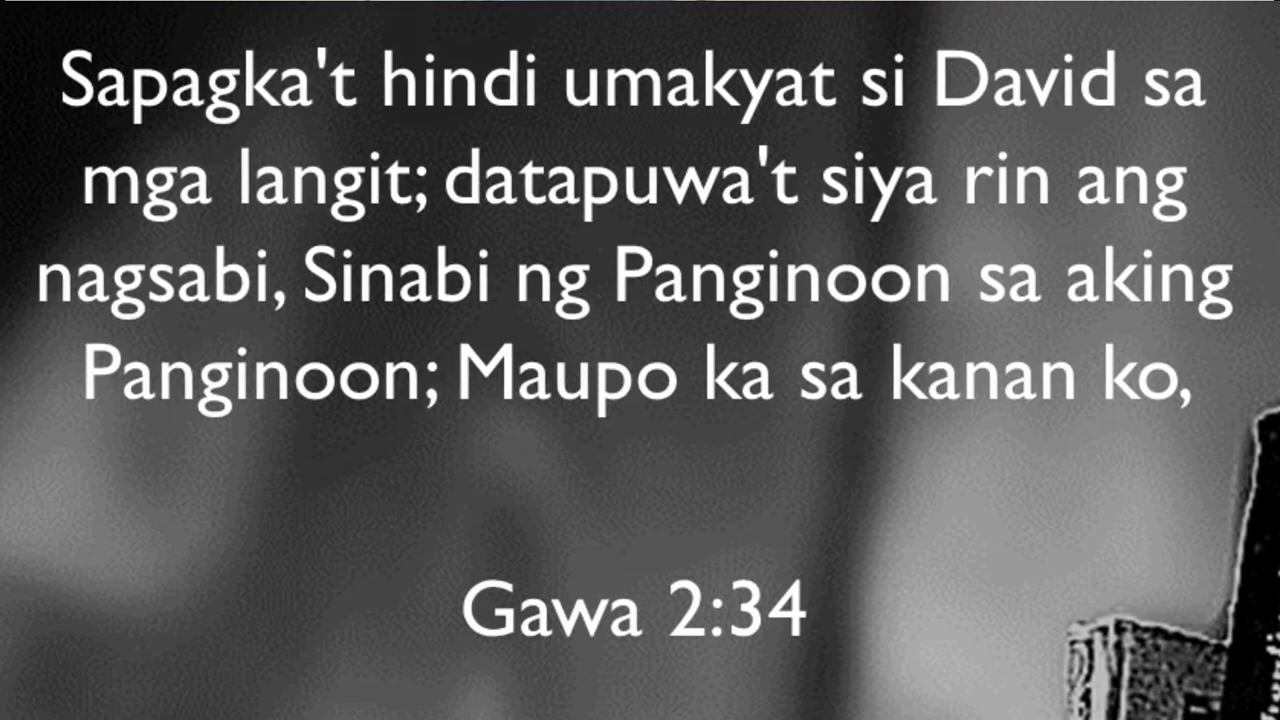 Sapagka't hindi umakyat si David sa
mga langit; datapuwa't siya rin ang
nagsabi, Sinabi ng Panginoon sa aking
Panginoon; Maupo ka sa kanan ko,
Gawa 2:34